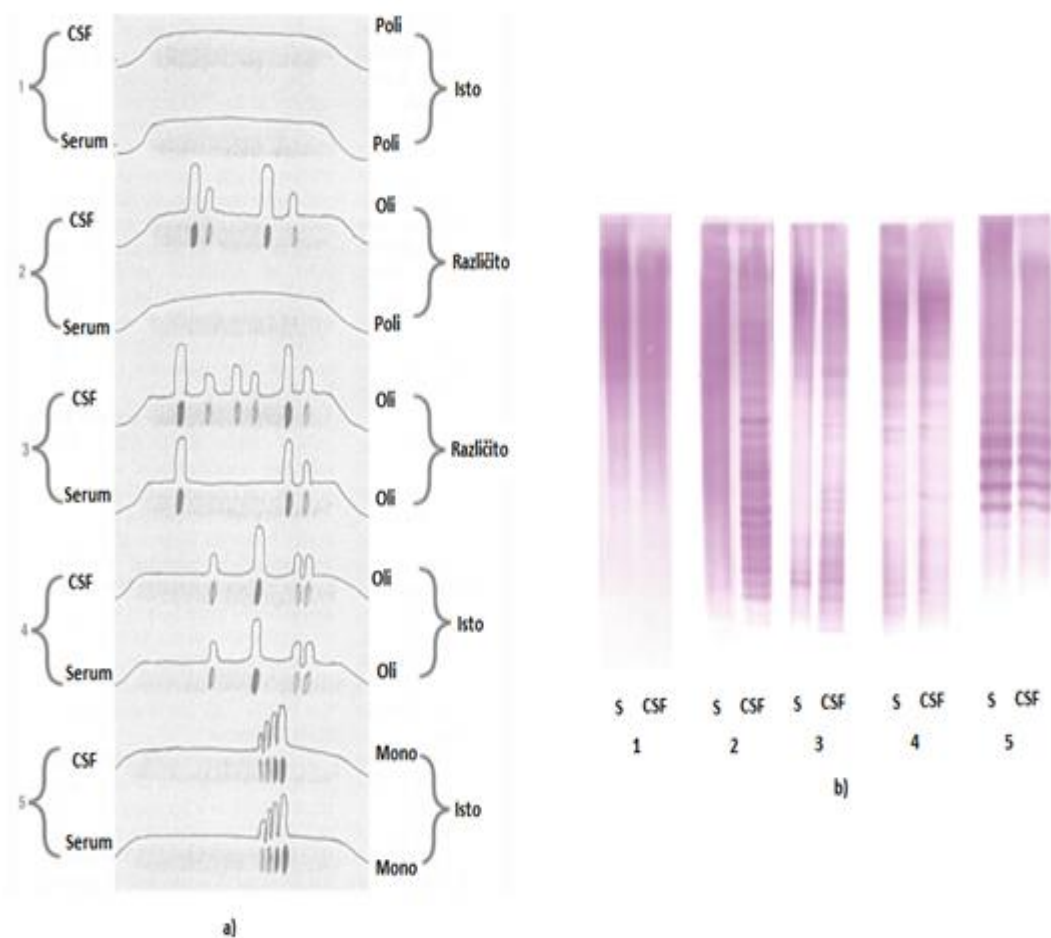 CSF
Poli
1
Isto
Serum
Poli
CSF
Oli
2
Različito
Serum
Poli
CSF
Oli
3
Različito
Serum
Oli
CSF
Oli
4
Isto
Serum
Oli
CSF
Mono
5
Isto
Serum
Mono
a)
S CSF S CSF S CSF S CSF S CSF
1 2 3 4 5
b)